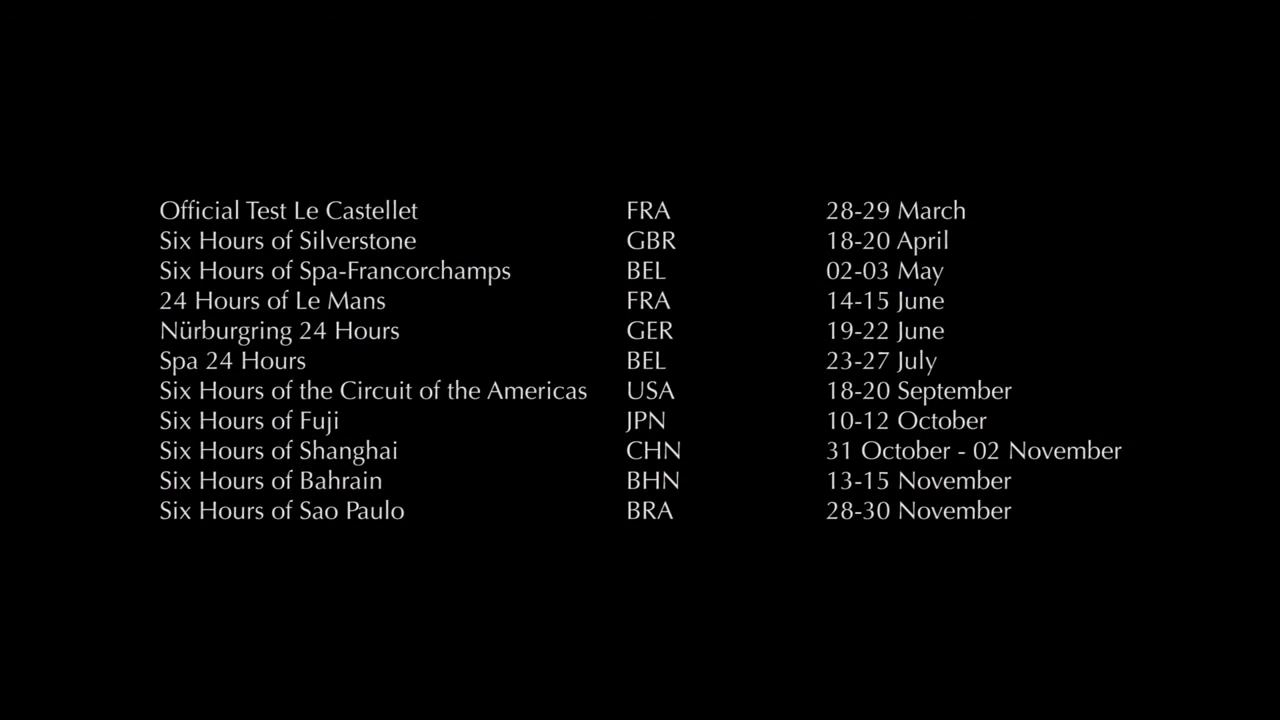 Official Test Le Castellet FRA 28-29 March
Six Hours of Silverstone GBR 18-20 April
Six Hours of Spa-Francorchamps BEL 02-03 May
24 Hours of Le Mans FRA 14-15 June
Nürburgring 24 Hours GER 19-22 June
Spa 24 Hours BEL 23-27 July
Six Hours of the Circuit of the Americas USA 18-20 September
Six Hours of Fuji JPN 10-12 October
Six Hours of Shanghai CHN 31 October - 02 November
Six Hours of Bahrain BHN 13-15 November
Six Hours of Sao Paulo BRA 28-30 November